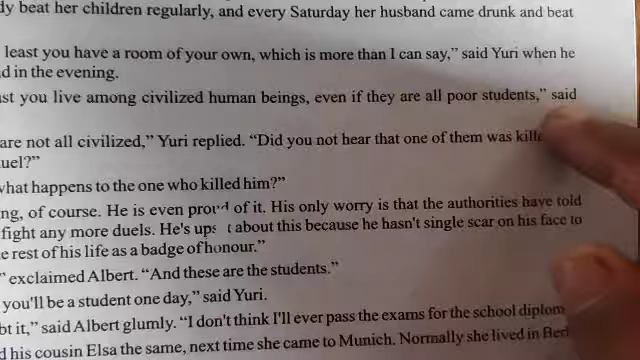 dy beat her children regularly, and every Saturday her husband came drunk and beat
least you have a room of your own, which is more than I can say,” said Yuri when he
d in the evening.
st you live among civilized human beings, even if they are all poor students,” said
are not all civilized,” Yuri replied. “Did you not hear that one of them was kille
uel?”
what happens to the one who killed him?”
ng, of course. He is even proud of it. His only worry is that the authorities have told
fight any more duels. He's upset about this because he hasn't single scar on his face to
e rest of his life as a badge of honour.”
” exclaimed Albert. “And these are the students.”
you'll be a student one day,” said Yuri.
bt it,” said Albert glumly. “I don't think I'll ever pass the exams for the school diplom
d his cousin Elsa the same, next time she came to Munich. Normally she lived in Berl